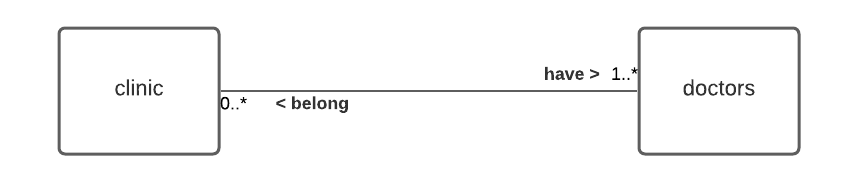 have > 1..*
clinic
doctors
0..* < belong